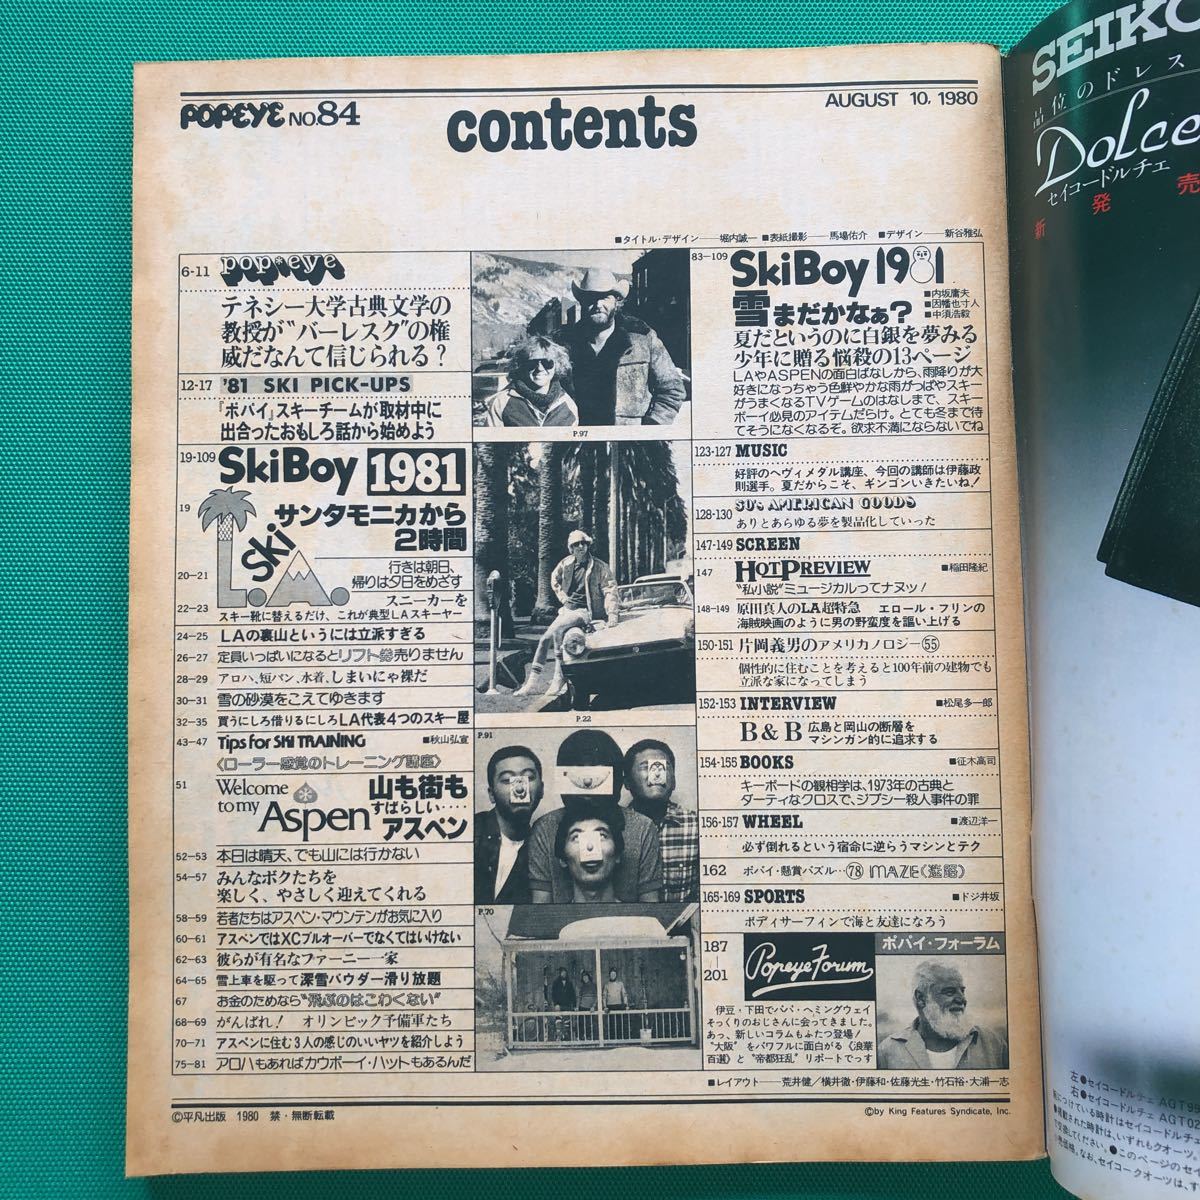 POPEYE NO.84
contents
AUGUST 10, 1980
■タイトル・デザイン――堀内誠一 ■表紙撮影――馬場佑介 ■デザイン――新谷雅弘
6-11 pop*eye
テネシー大学古典文学の
教授が"バーレスク"の権
威だなんて信じられる?
12-17 '81 SKI PICK-UPS
『ポパイ』スキーチームが取材中に
出合ったおもしろ話から始めよう
19-109 SkiBoy 1981
19 サンタモニカから
2時間
Ski L.A.
20-21 行きは朝日、
帰りは夕日をめざす
22-23 スニーカーを
スキー靴に替えるだけ、これが典型LAスキーヤー
24-25 LAの裏山というには立派すぎる
26-27 定員いっぱいになるとリフト券売りません
28-29 アロハ、短パン、水着、しまいにゃ裸だ
30-31 雪の砂漠をこえてゆきます
32-35 買うにしろ借りるにしろLA代表4つのスキー屋
43-47 Tips for SKI TRAINING ■秋山弘宣
〈ローラー感覚のトレーニング講座〉
51 Welcome to my Aspen
山も街も
すばらしい‥‥
アスペン
52-53 本日は晴天、でも山には行かない
54-57 みんなボクたちを
楽しく、やさしく迎えてくれる
58-59 若者たちはアスペン・マウンテンがお気に入り
60-61 アスペンではXCプルオーバーでなくてはいけない
62-63 彼らが有名なファーニー一家
64-65 雪上車を駆って深雪パウダー滑り放題
67 お金のためなら"飛ぶのはこわくない"
68-69 がんばれ! オリンピック予備軍たち
70-71 アスペンに住む3人の感じのいいヤツを紹介しよう
75-81 アロハもあればカウボーイ・ハットもあるんだ
P.97
P.22
P.91
P.70
83-109 SkiBoy 1981
雪まだかなぁ?
■内坂庸夫
■因幡也寸人
■中須浩毅
夏だというのに白銀を夢みる
少年に贈る悩殺の13ページ
LAやASPENの面白ばなしから、雨降りが大
好きになっちゃう色鮮やかな雨がっぱやスキー
がうまくなるTVゲームのはなしまで、スキー
ボーイ必見のアイテムだらけ。とても冬まで待
てそうになくなるぞ。欲求不満にならないでね
123-127 MUSIC
好評のヘヴィメタル講座、今回の講師は伊藤政
則選手。夏だからこそ、ギンゴンいきたいね!
128-130 50's AMERICAN GOODS
ありとあらゆる夢を製品化していった
147-149 SCREEN
147 HOT PREVIEW ■稲田隆紀
"私小説"ミュージカルってナヌッ!
148-149 原田真人のLA超特急 エロール・フリンの
海賊映画のように男の野蛮度を謳い上げる
150-151 片岡義男のアメリカノロジー55
個性的に住むことを考えると100年前の建物でも
立派な家になってしまう
152-153 INTERVIEW ■松尾多一郎
B&B 広島と岡山の断層を
マシンガン的に追求する
154-155 BOOKS ■征木高司
キーボードの観相学は、1973年の古典と
ダーティなクロスで、ジプシー殺人事件の罪
156-157 WHEEL ■渡辺洋一
必ず倒れるという宿命に逆らうマシンとテク
162 ポパイ・懸賞パズル…78 MAZE〈迷路〉
165-169 SPORTS ■ドジ井坂
ボディサーフィンで海と友達になろう
187
|
201
Popeye Forum
ポパイ・フォーラム
伊豆・下田でパパ・ヘミングウェイ
そっくりのおじさんに会ってきました。
あっ、新しいコラムもふたつ登場!
"大阪"をパワフルに面白がる《浪華
百選》と《帝都狂乱》リポートでっす
■レイアウト――荒井健/横井徹・伊藤和・佐藤光生・竹石裕・大浦一志
©平凡出版 1980 禁・無断転載
©by King Features Syndicate, Inc.
SEIKO
品位のドレス
Dolce
セイコードルチェ
新 発 売
左●セイコードルチェ
右●セイコードルチェ AGT02